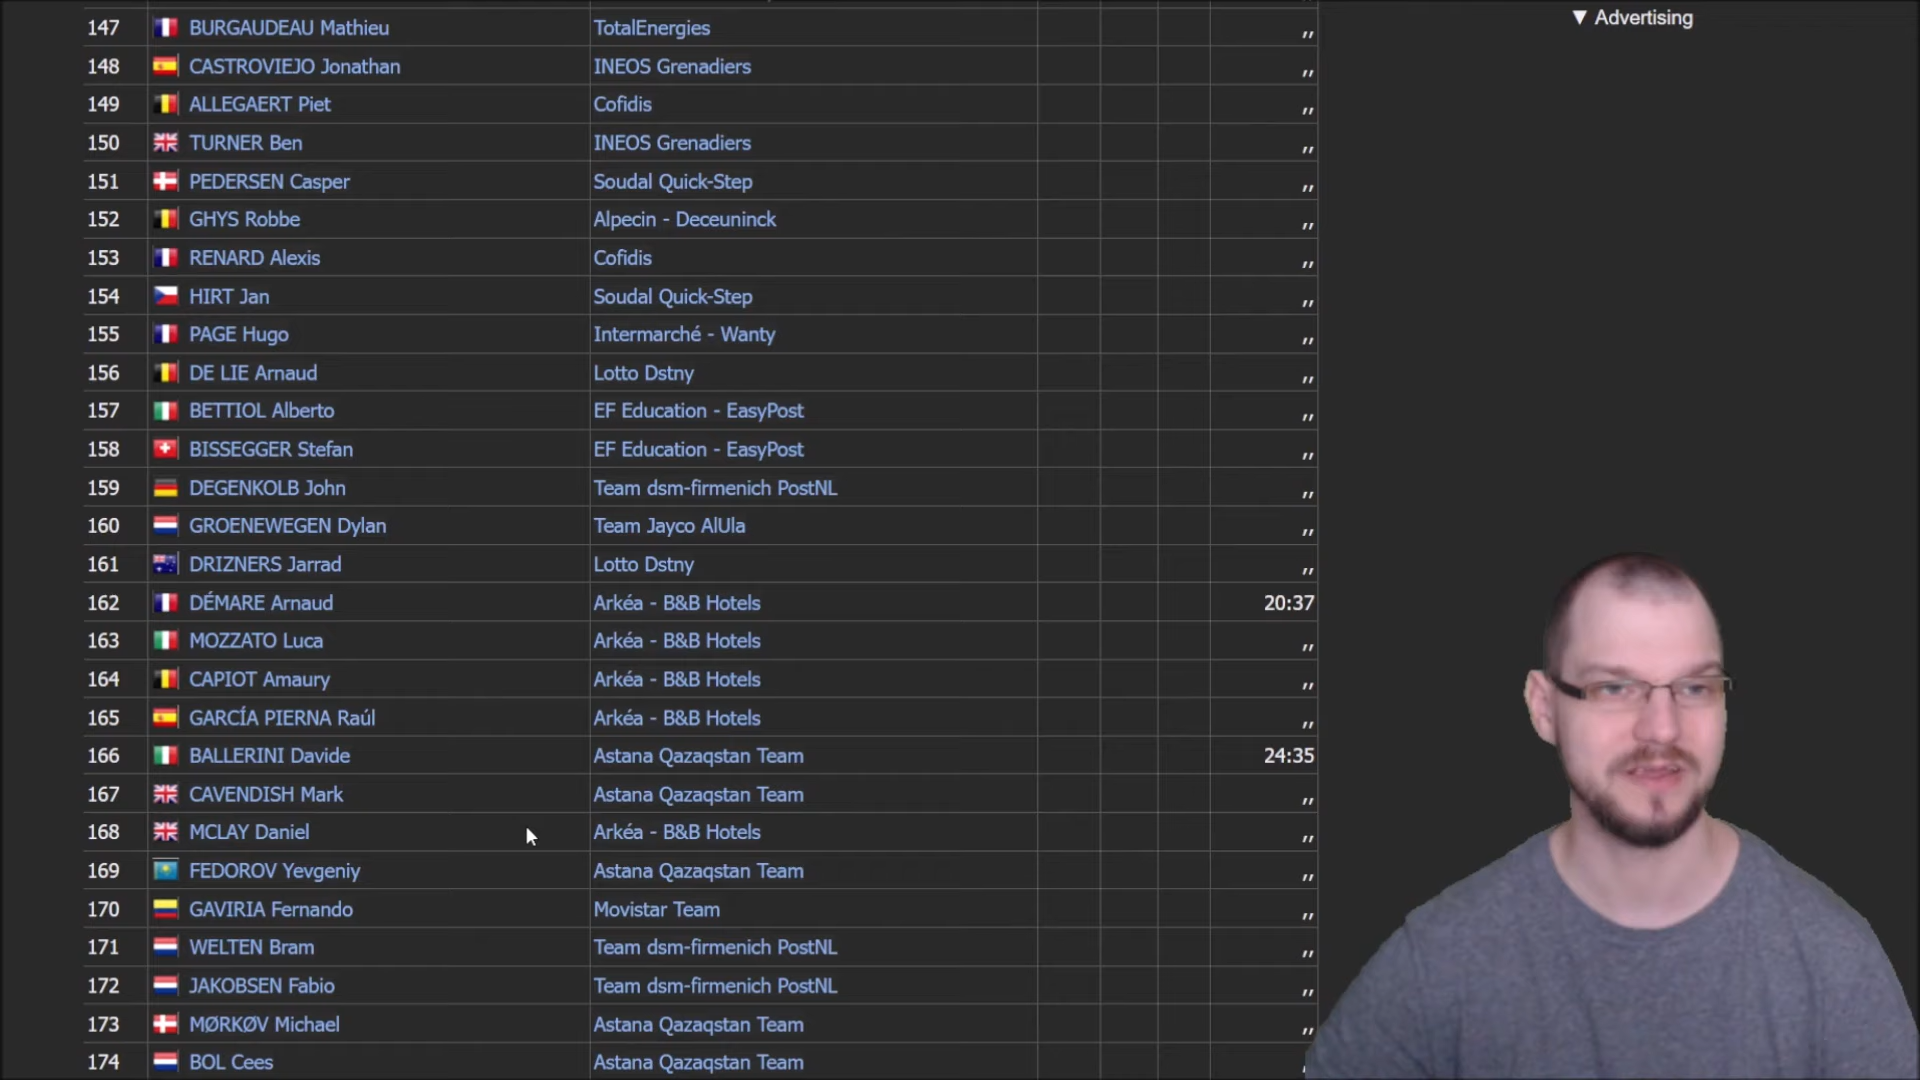 ▼ Advertising
147 BURGAUDEAU Mathieu TotalEnergies ,,
148 CASTROVIEJO Jonathan INEOS Grenadiers ,,
149 ALLEGAERT Piet Cofidis ,,
150 TURNER Ben INEOS Grenadiers ,,
151 PEDERSEN Casper Soudal Quick-Step ,,
152 GHYS Robbe Alpecin - Deceuninck ,,
153 RENARD Alexis Cofidis ,,
154 HIRT Jan Soudal Quick-Step ,,
155 PAGE Hugo Intermarché - Wanty ,,
156 DE LIE Arnaud Lotto Dstny ,,
157 BETTIOL Alberto EF Education - EasyPost ,,
158 BISSEGGER Stefan EF Education - EasyPost ,,
159 DEGENKOLB John Team dsm-firmenich PostNL ,,
160 GROENEWEGEN Dylan Team Jayco AlUla ,,
161 DRIZNERS Jarrad Lotto Dstny ,,
162 DÉMARE Arnaud Arkéa - B&B Hotels 20:37
163 MOZZATO Luca Arkéa - B&B Hotels ,,
164 CAPIOT Amaury Arkéa - B&B Hotels ,,
165 GARCÍA PIERNA Raúl Arkéa - B&B Hotels ,,
166 BALLERINI Davide Astana Qazaqstan Team 24:35
167 CAVENDISH Mark Astana Qazaqstan Team ,,
168 MCLAY Daniel Arkéa - B&B Hotels ,,
169 FEDOROV Yevgeniy Astana Qazaqstan Team ,,
170 GAVIRIA Fernando Movistar Team ,,
171 WELTEN Bram Team dsm-firmenich PostNL ,,
172 JAKOBSEN Fabio Team dsm-firmenich PostNL ,,
173 MØRKØV Michael Astana Qazaqstan Team ,,
174 BOL Cees Astana Qazaqstan Team